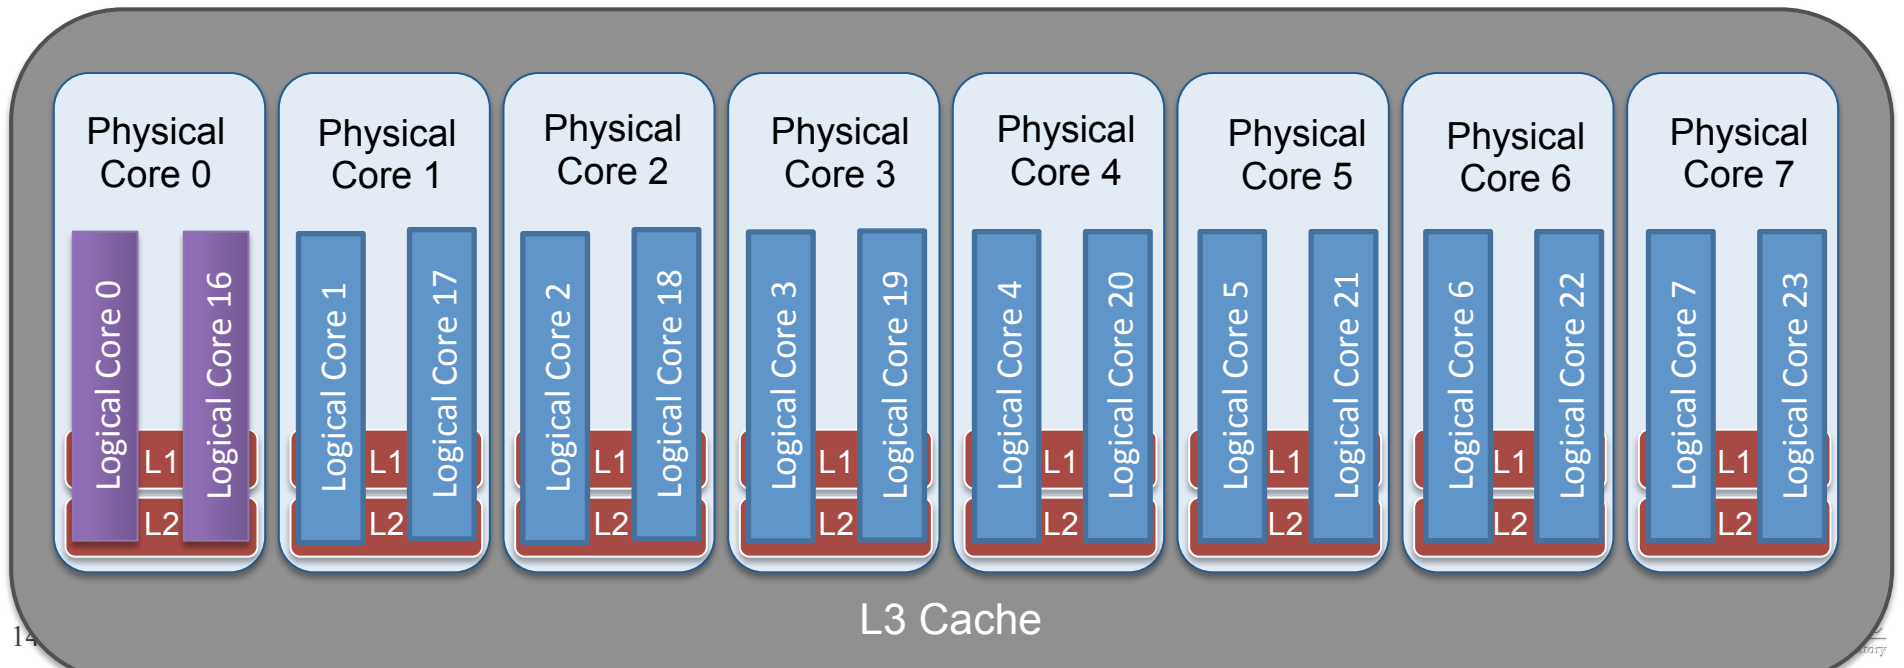 Physical
Core 0
Physical
Core 1
Physical
Core 2
Physical
Core 3
Physical
Core 4
Physical
Core 5
Physical
Core 6
Physical
Core 7
Logical Core 0
Logical Core 16
Logical Core 1
Logical Core 17
Logical Core 2
Logical Core 18
Logical Core 3
Logical Core 19
Logical Core 4
Logical Core 20
Logical Core 5
Logical Core 21
Logical Core 6
Logical Core 22
Logical Core 7
Logical Core 23
L1
L1
L1
L1
L1
L1
L1
L1
L2
L2
L2
L2
L2
L2
L2
L2
L3 Cache
14